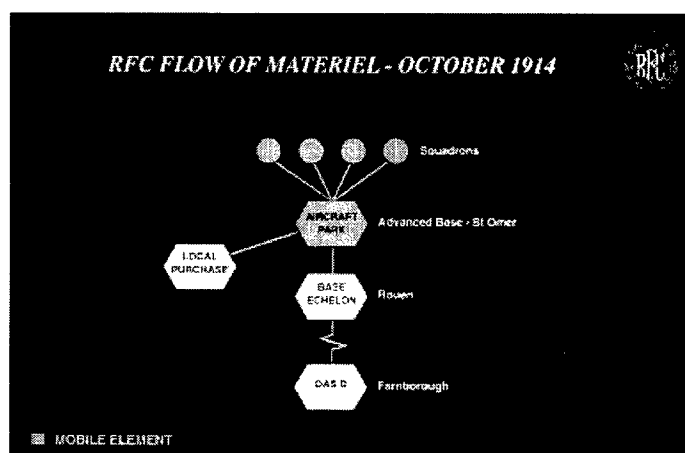 RFC FLOW OF MATERIEL - OCTOBER 1914
RFC
Squadrons
AIRCRAFT
PARK
Advanced Base - St Omer
LOCAL
PURCHASE
BASE
ECHELON
Rouen
OAS D
Farnborough
MOBILE ELEMENT